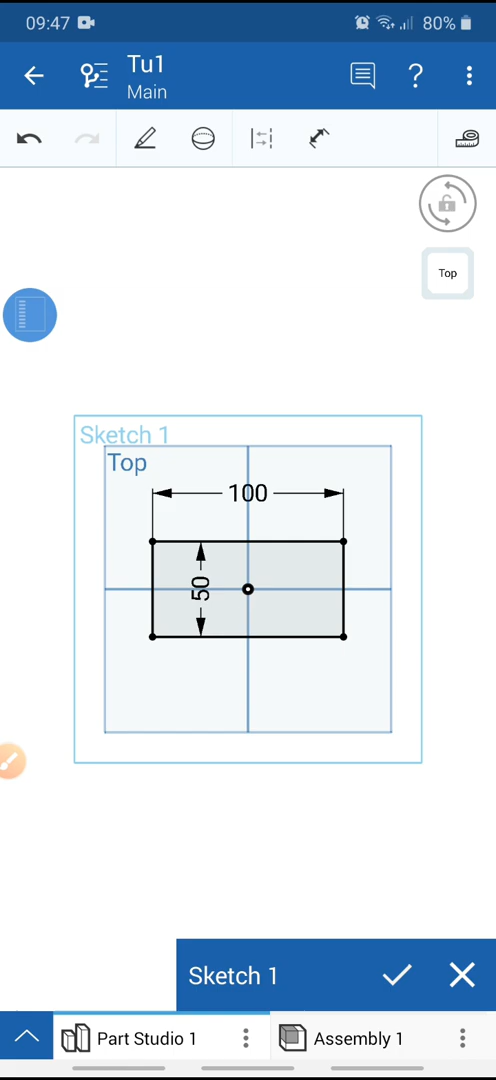 09:47
80%
Tu1
Main
?
Top
Sketch 1
Top
100
50
Sketch 1
Part Studio 1
Assembly 1